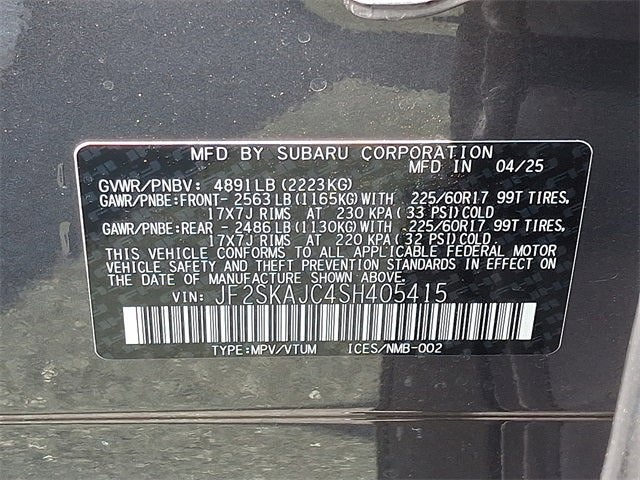 MFD BY SUBARU CORPORATION
MFD IN 04/25
GVWR/PNBV: 4891LB (2223KG)
GAWR/PNBE:FRONT- 2563LB(1165KG)WITH 225/60R17 99T TIRES,
17X7J RIMS AT 230 KPA (33 PSI)COLD
GAWR/PNBE:REAR - 2486LB(1130KG)WITH 225/60R17 99T TIRES,
17X7J RIMS AT 220 KPA (32 PSI)COLD
THIS VEHICLE CONFORMS TO ALL APPLICABLE FEDERAL MOTOR
VEHICLE SAFETY AND THEFT PREVENTION STANDARDS IN EFFECT ON
THE DATE OF MANUFACTURE SHOWN ABOVE.
VIN: JF2SKAJC4SH405415
TYPE:MPV/VTUM ICES/NMB-002